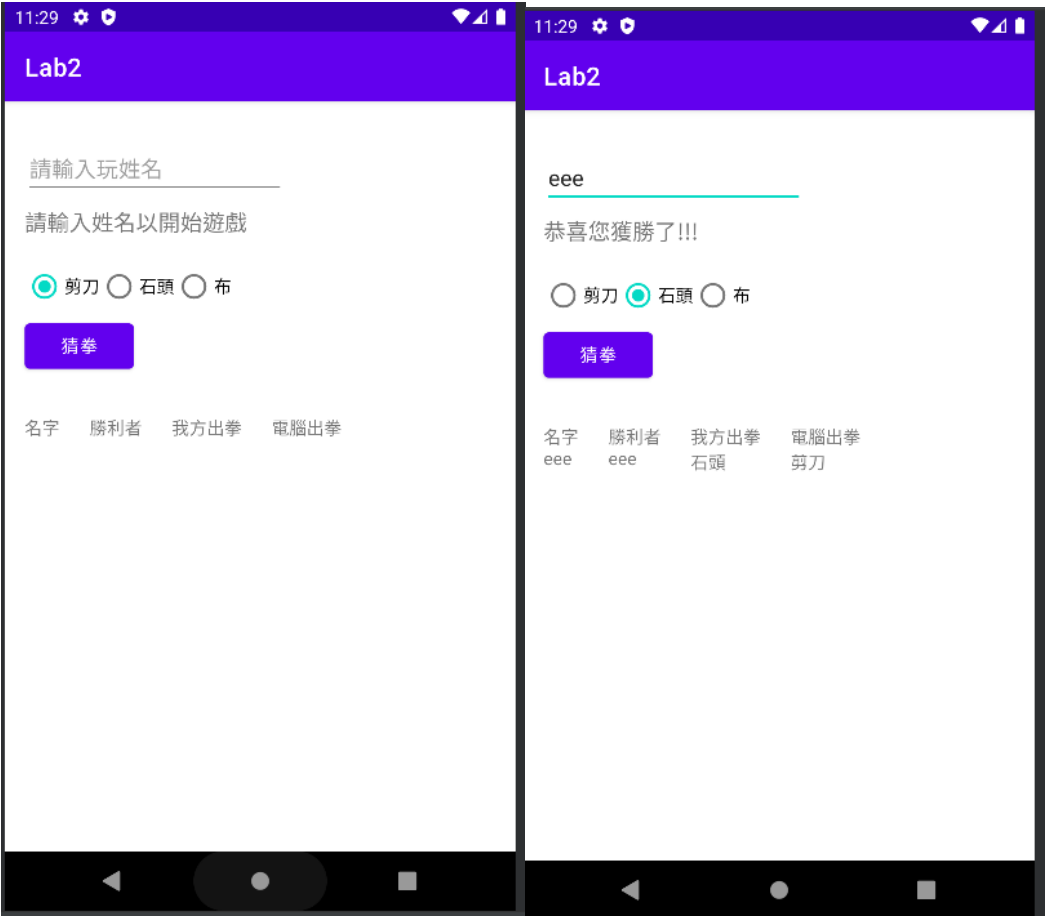 11:29
Lab2
請輸入玩姓名
請輸入姓名以開始遊戲
剪刀 石頭 布
猜拳
名字 勝利者 我方出拳 電腦出拳
11:29
Lab2
eee
恭喜您獲勝了!!!
剪刀 石頭 布
猜拳
名字 勝利者 我方出拳 電腦出拳
eee eee 石頭 剪刀